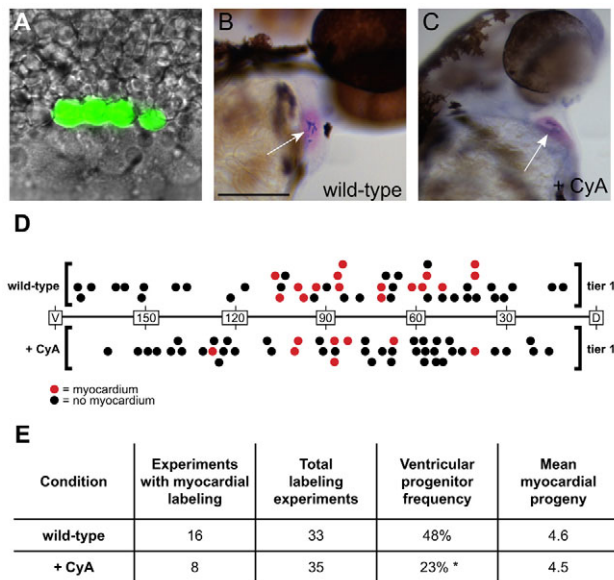 A
B
C
wild-type
+ CyA
D
wild-type
tier 1
V 150 120 90 60 30 D
+ CyA
tier 1
= myocardium
= no myocardium
E
Condition Experiments with myocardial labeling Total labeling experiments Ventricular progenitor frequency Mean myocardial progeny
wild-type 16 33 48% 4.6
+ CyA 8 35 23% * 4.5